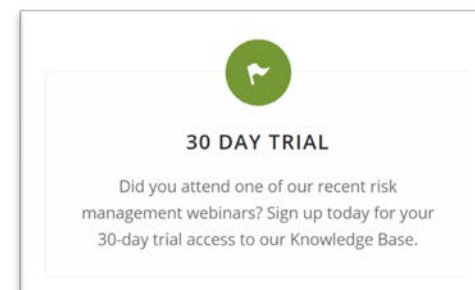 30 DAY TRIAL
Did you attend one of our recent risk
management webinars? Sign up today for your
30-day trial access to our Knowledge Base.